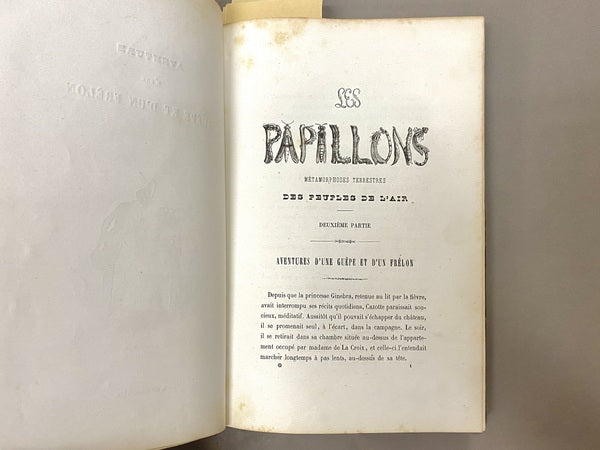 LES
PAPILLONS
MÉTAMORPHOSES TERRESTRES
DES PEUPLES DE L'AIR
DEUXIÈME PARTIE
AVENTURES D'UNE GUÊPE ET D'UN FRÉLON
Depuis que la princesse Ginebra, retenue au lit par la fièvre,
avait interrompu ses récits quotidiens, Cazotte paraissait sou-
cieux, méditatif. Aussitôt qu'il pouvait s'échapper du château,
il se promenait seul, à l'écart, dans la campagne. Le soir,
il se retirait dans sa chambre située au-dessus de l'apparte-
ment occupé par madame de La Croix, et celle-ci l'entendait
marcher longtemps à pas lents, au-dessus de sa tête.